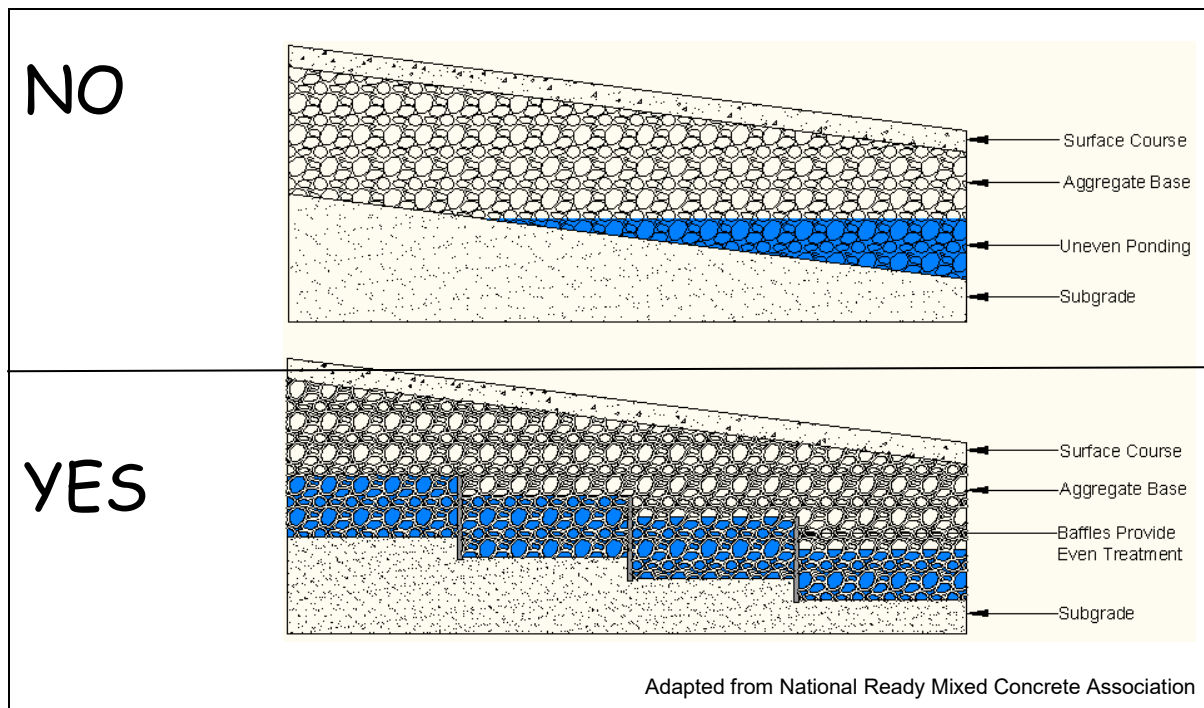 NO
Surface Course
Aggregate Base
Uneven Ponding
Subgrade
YES
Surface Course
Aggregate Base
Baffles Provide
Even Treatment
Subgrade
Adapted from National Ready Mixed Concrete Association